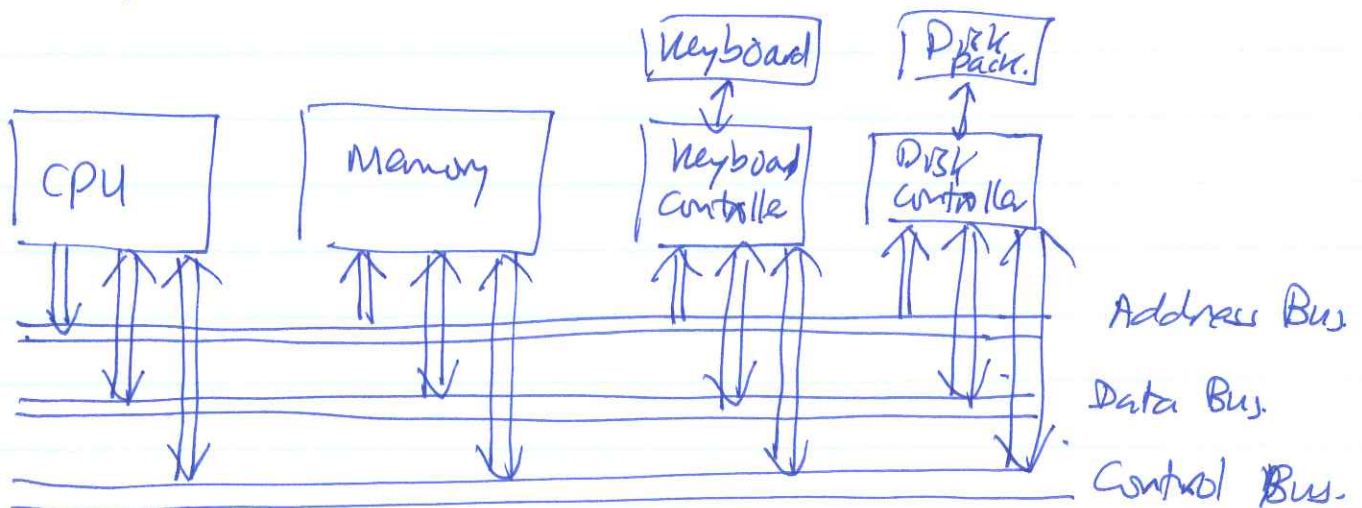 Keyboard
Disk
pack.
CPU
Memory
Keyboard
Controller
Disk
Controller
Address Bus.
Data Bus.
Control Bus.